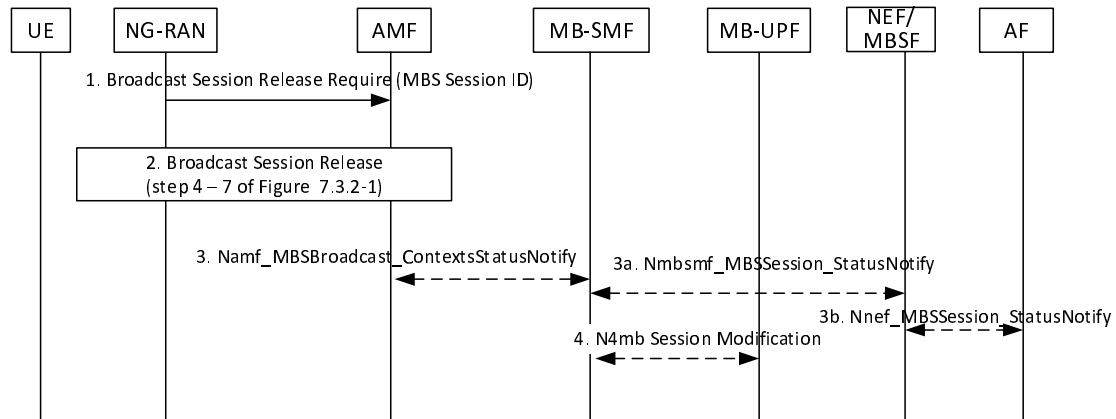 UE
NG-RAN
AMF
MB-SMF
MB-UPF
NEF/
MBSF
AF
1. Broadcast Session Release Require (MBS Session ID)
2. Broadcast Session Release
(step 4 – 7 of Figure 7.3.2-1)
3. Namf_MBSBroadcast_ContextsStatusNotify
3a. Nmbsmf_MBSSession_StatusNotify
3b. Nnef_MBSSession_StatusNotify
4. N4mb Session Modification